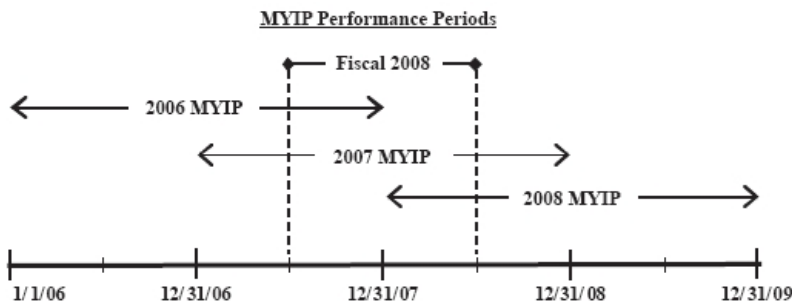 MYIP Performance Periods
Fiscal 2008
2006 MYIP
2007 MYIP
2008 MYIP
1/1/06 12/31/06 12/31/07 12/31/08 12/31/09